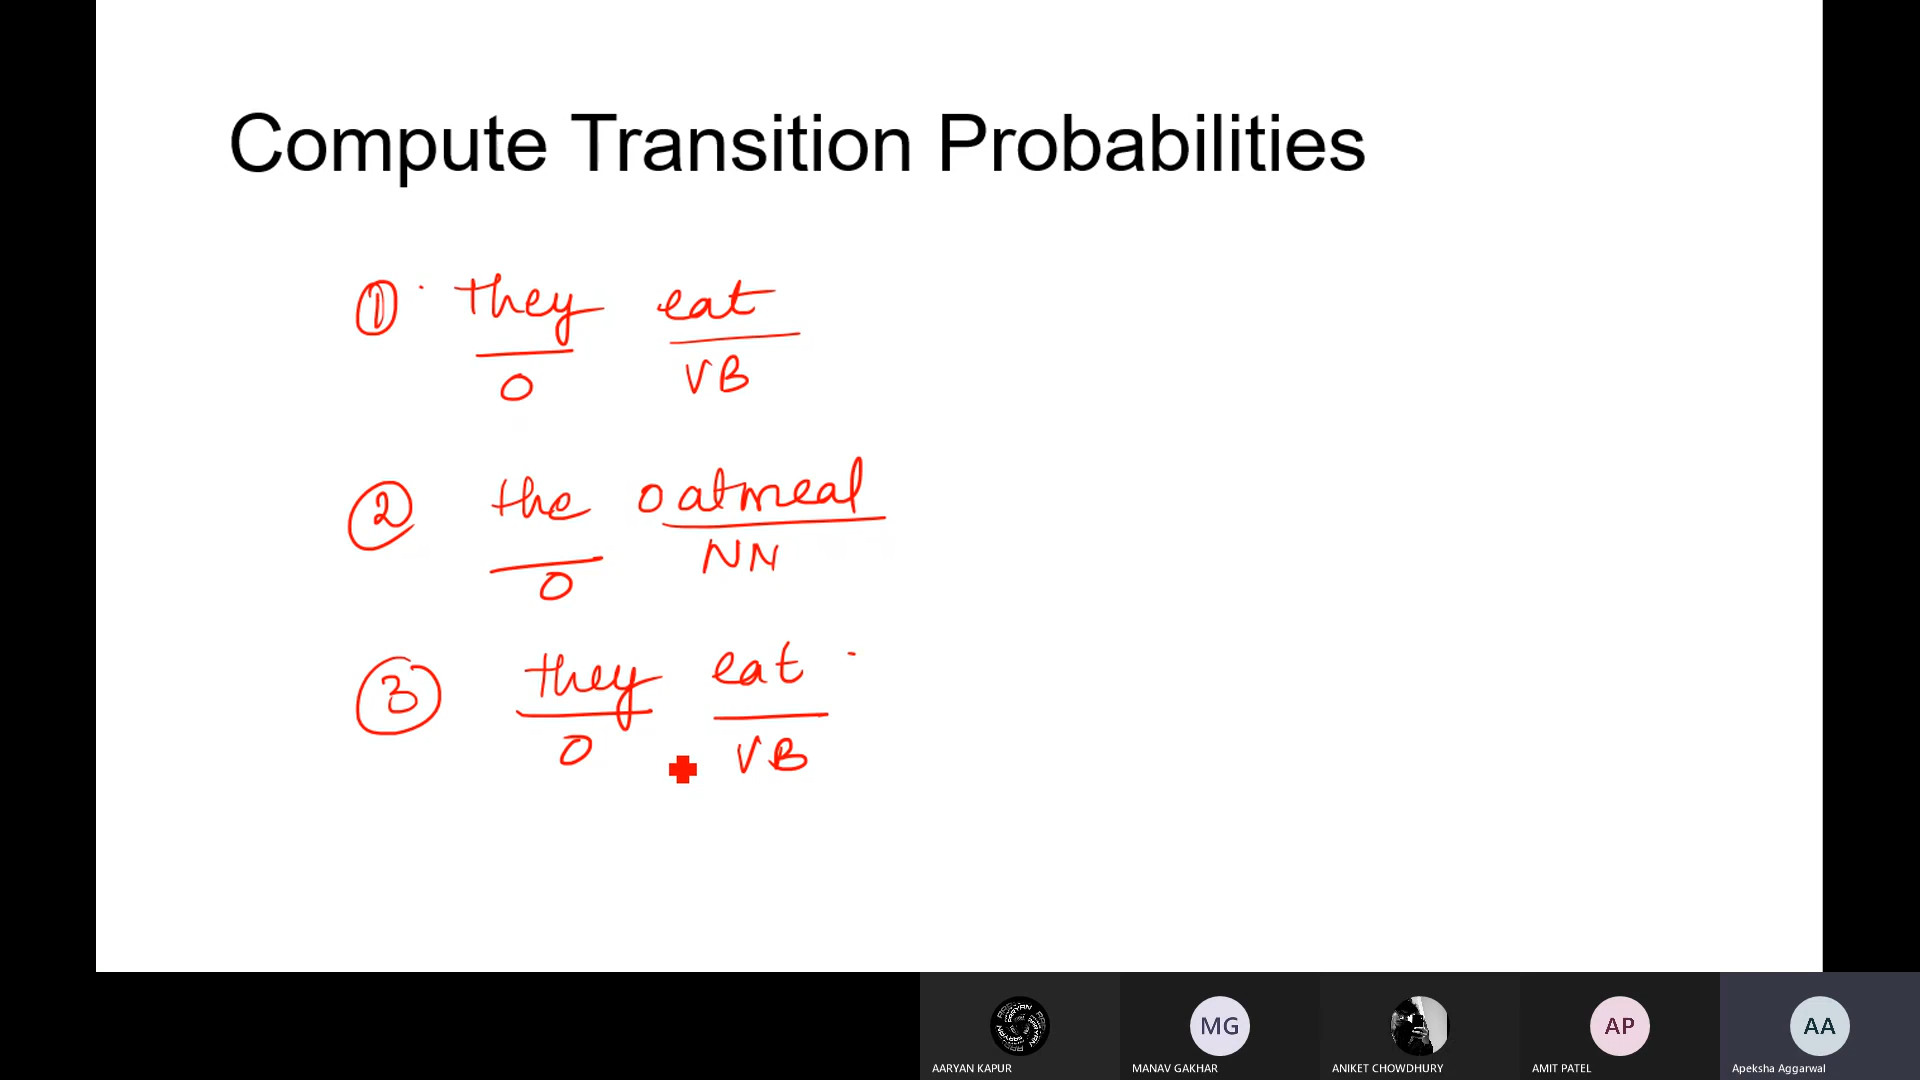 Compute Transition Probabilities
① they eat
O VB
② the oatmeal
O NN
③ they eat
O VB
MG AP AA
AARYAN KAPUR MANAV GAKHAR ANIKET CHOWDHURY AMIT PATEL Apeksha Aggarwal